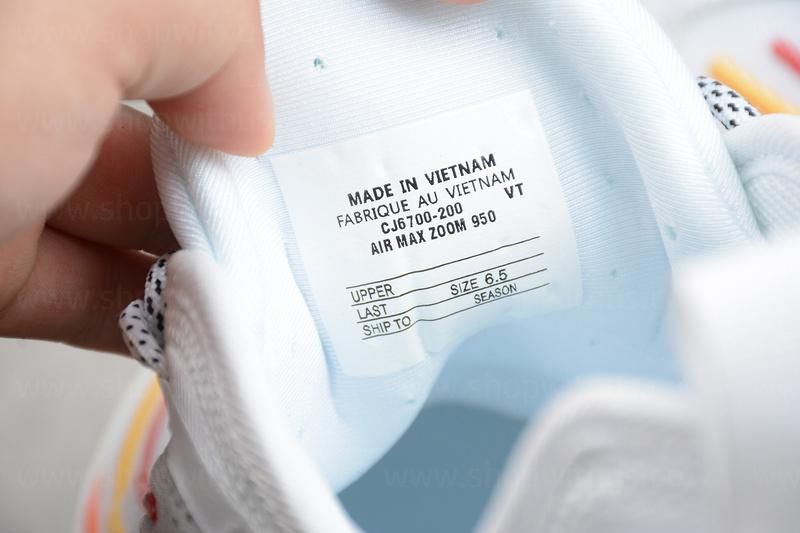 MADE IN VIETNAM
FABRIQUE AU VIETNAM
CJ6700-200 VT
AIR MAX ZOOM 950
UPPER SIZE 6.5
LAST SEASON
SHIP TO